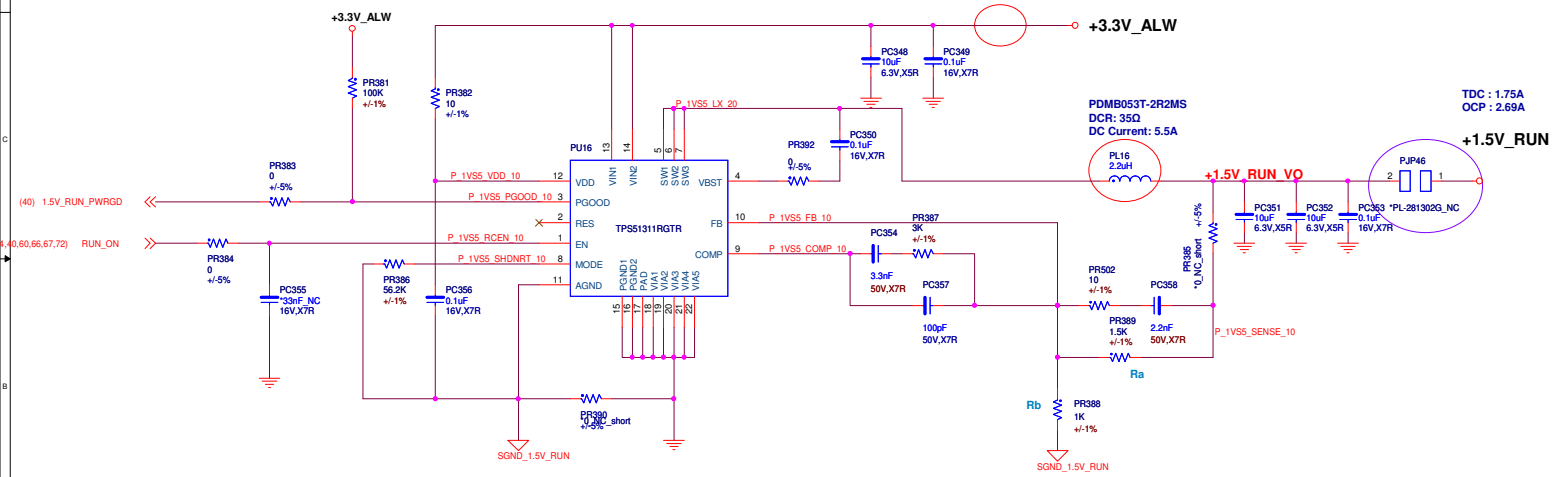 +3.3V_ALW
+3.3V_ALW
PR381
100K
+/-1%
PR382
10
+/-1%
PC348
10uF
6.3V,X5R
PC349
0.1uF
16V,X7R
TDC : 1.75A
OCP : 2.69A
+1.5V_RUN
PDMB053T-2R2MS
DCR: 35Ω
DC Current: 5.5A
C
P_1VS5_LX_20
PU16
13
14
5
6
7
VIN1
VIN2
SW1
SW2
SW3
PR392
0
+/-5%
PC350
0.1uF
16V,X7R
PL16
2.2uH
+1.5V_RUN_VO
PJP46
2
1
*PL-281302G_NC
PR383
0
+/-5%
P_1VS5_VDD_10
12
VDD
VBST
4
(40) 1.5V_RUN_PWRGD
P_1VS5_PGOOD_10
3
PGOOD
2
RES
TPS51311RGTR
FB
10
P_1VS5_FB_10
PR387
3K
+/-1%
+/-5%
PR385
*0_NC_short
PC351
10uF
6.3V,X5R
PC352
10uF
6.3V,X5R
PC353
0.1uF
16V,X7R
4,40,60,66,67,72) RUN_ON
P_1VS5_RCEN_10
1
EN
PR384
0
+/-5%
P_1VS5_SHDNRT_10
8
MODE
COMP
9
P_1VS5_COMP_10
PC354
3.3nF
50V,X7R
PR386
56.2K
+/-1%
11
AGND
PC355
*33nF_NC
16V,X7R
PC356
0.1uF
16V,X7R
PGND1
PGND2
PAD
VIA1
VIA2
VIA3
VIA4
VIA5
15
16
17
18
19
20
21
22
PC357
100pF
50V,X7R
PR502
10
+/-1%
PC358
2.2nF
50V,X7R
PR389
1.5K
+/-1%
P_1VS5_SENSE_10
Ra
B
PR390
*0_NC_short
+/-5%
Rb
PR388
1K
+/-1%
SGND_1.5V_RUN
SGND_1.5V_RUN